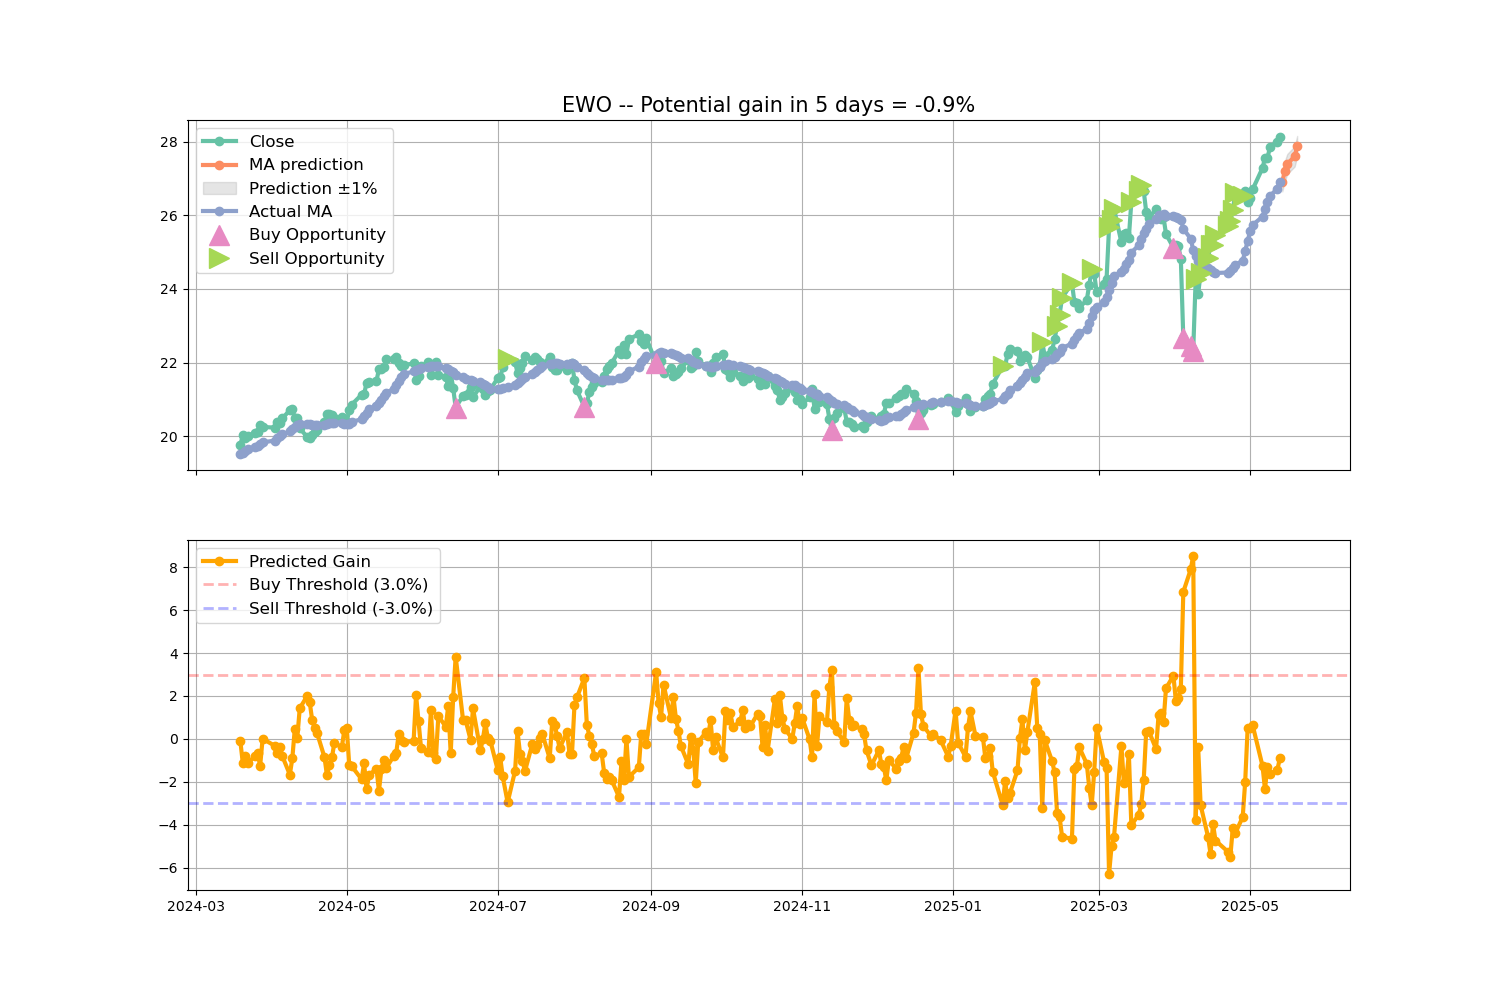 EWO -- Potential gain in 5 days = -0.9%
Close
MA prediction
Prediction ±1%
Actual MA
Buy Opportunity
Sell Opportunity
28
26
24
22
20
Predicted Gain
Buy Threshold (3.0%)
Sell Threshold (-3.0%)
8
6
4
2
0
−2
−4
−6
2024-03 2024-05 2024-07 2024-09 2024-11 2025-01 2025-03 2025-05